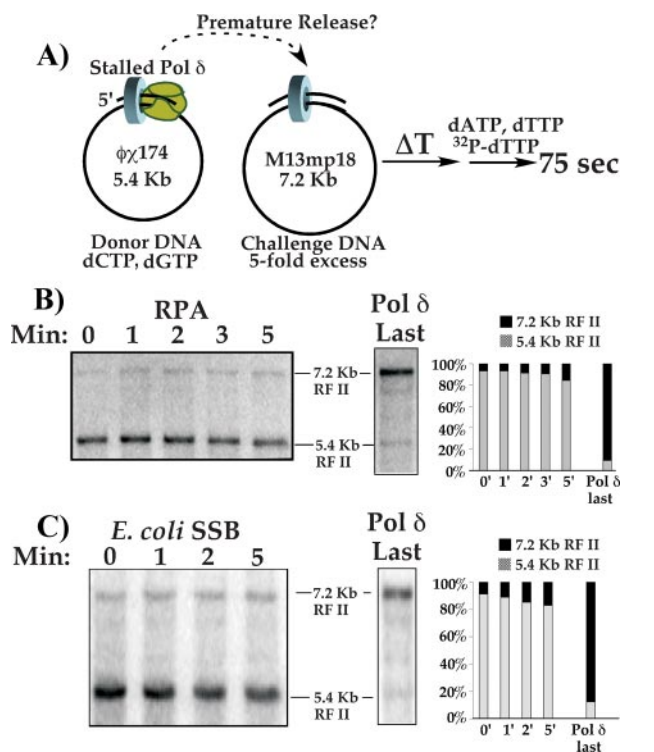 A)
Premature Release?
Stalled Pol δ
5'
φχ174
5.4 Kb
M13mp18
7.2 Kb
ΔT
dATP, dTTP
32P-dTTP
75 sec
Donor DNA
dCTP, dGTP
Challenge DNA
5-fold excess
B)
RPA
Min: 0 1 2 3 5
Pol δ
Last
7.2 Kb
RF II
5.4 Kb
RF II
7.2 Kb RF II
5.4 Kb RF II
100%
80%
60%
40%
20%
0%
0' 1' 2' 3' 5' Pol δ
last
C)
E. coli SSB
Min: 0 1 2 5
Pol δ
Last
7.2 Kb
RF II
5.4 Kb
RF II
7.2 Kb RF II
5.4 Kb RF II
100%
80%
60%
40%
20%
0%
0' 1' 2' 5' Pol δ
last